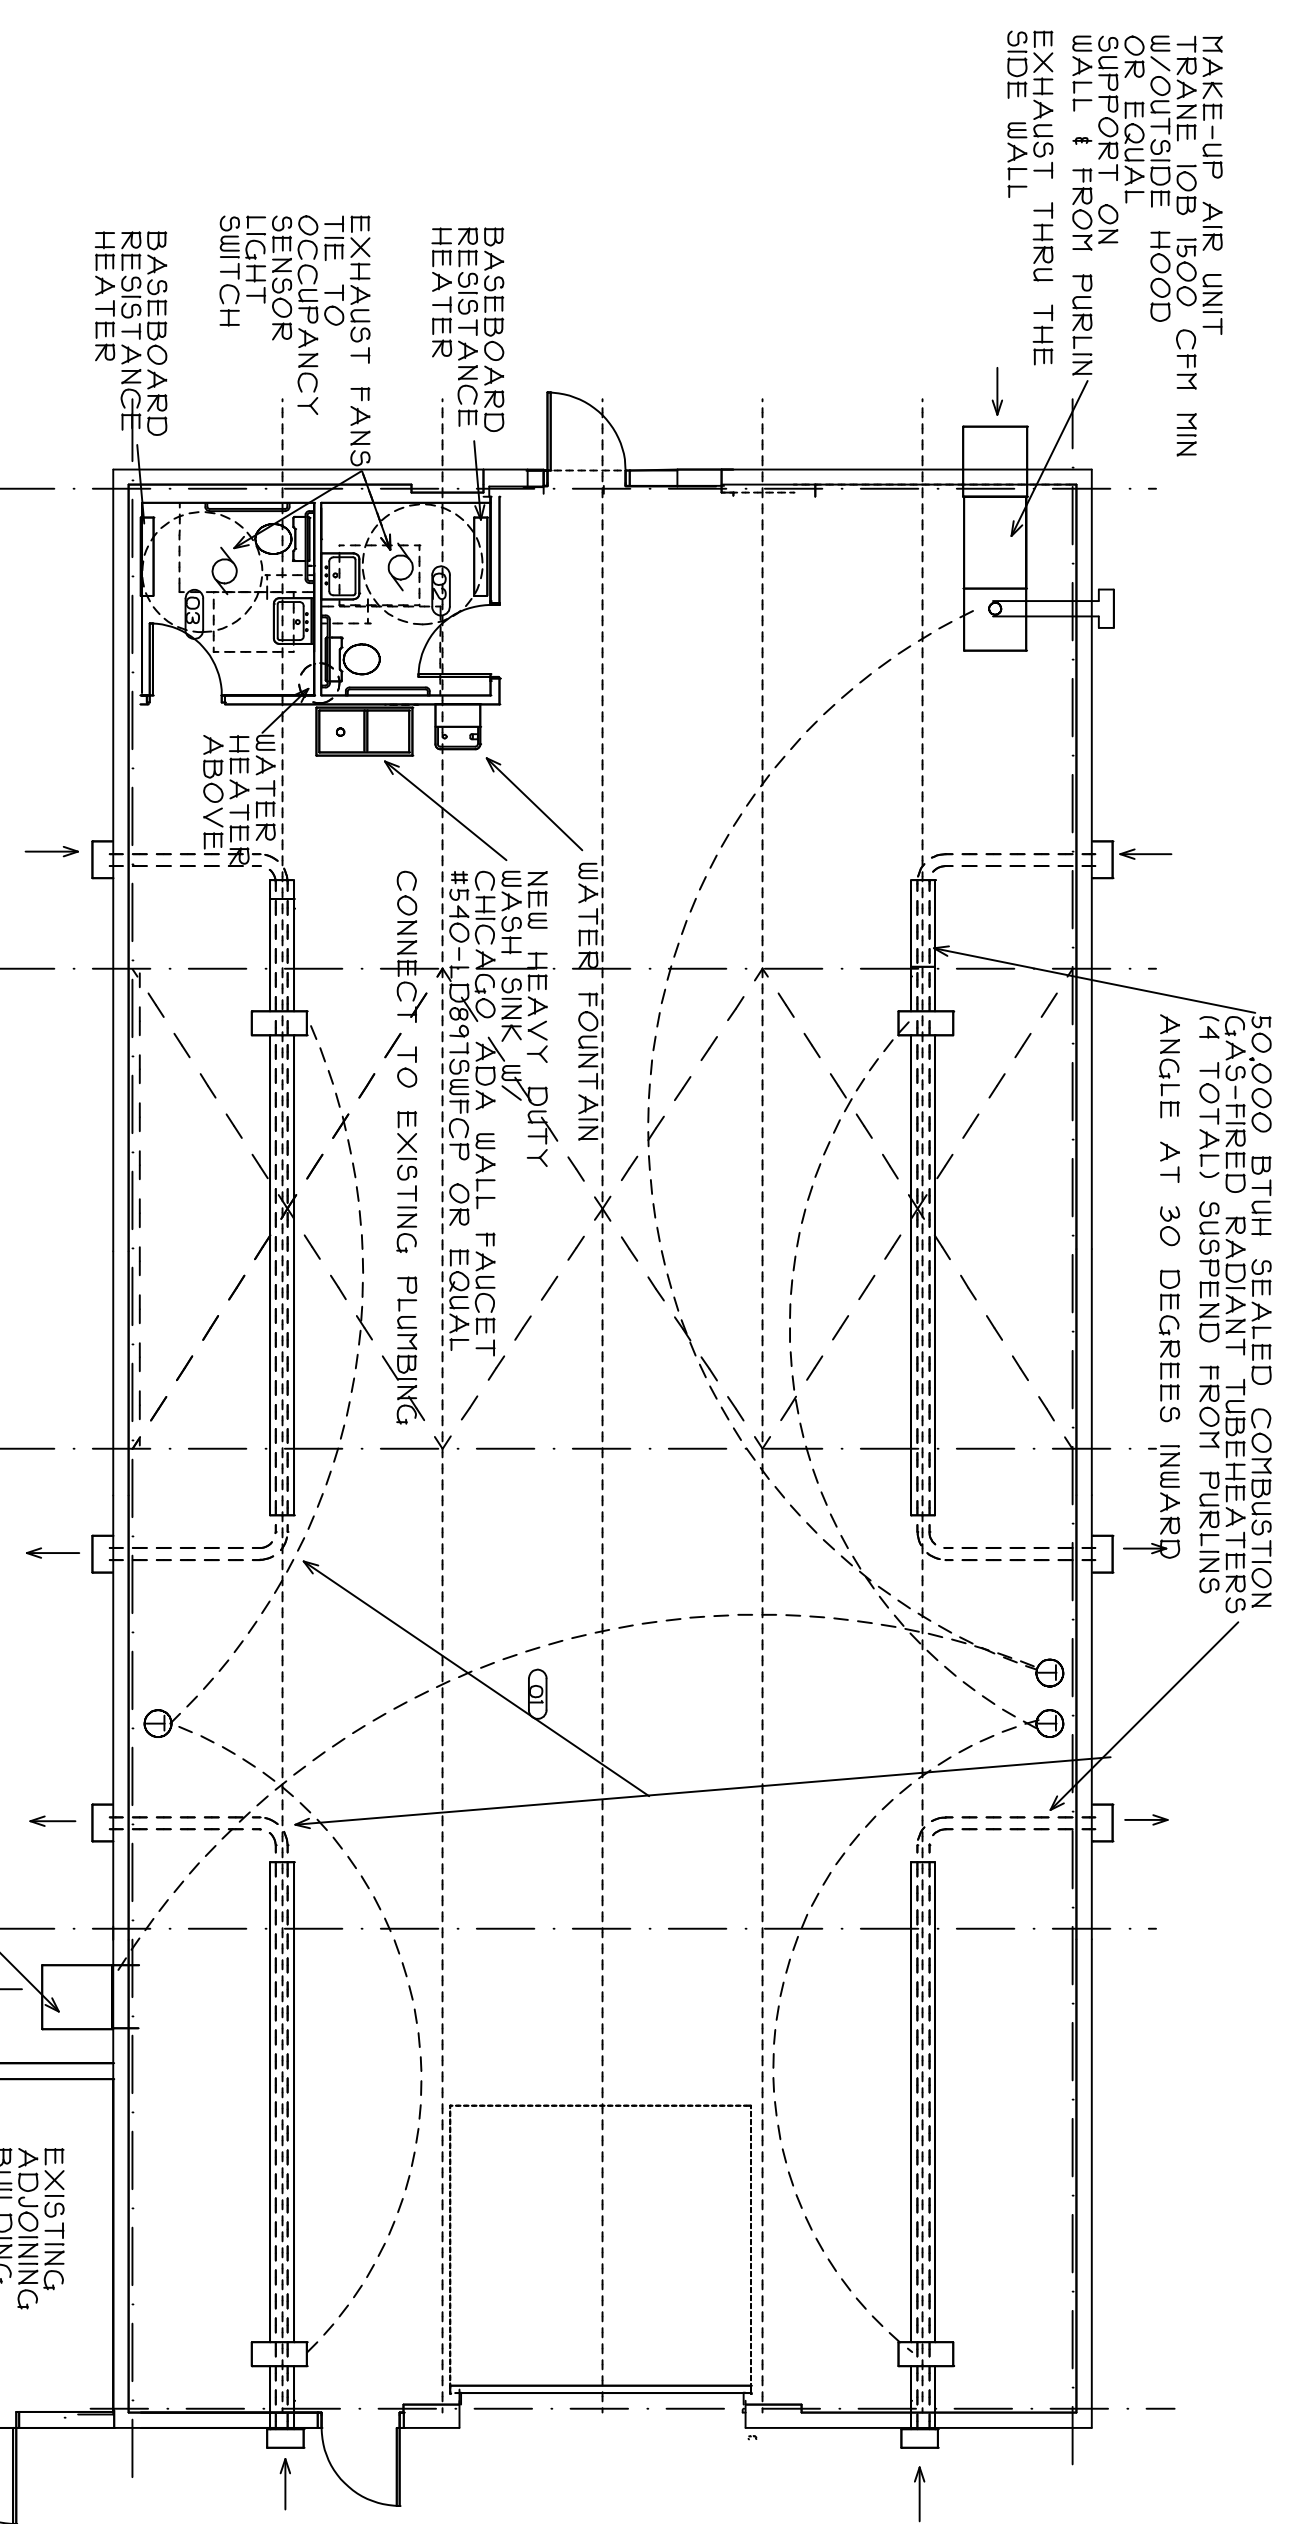 MAKE-UP AIR UNIT
TRANE 10B 1500 CFM MIN
W/OUTSIDE HOOD
OR EQUAL
SUPPORT ON
WALL & FROM PURLIN
EXHAUST THRU THE
SIDE WALL
50,000 BTUH SEALED COMBUSTION
GAS-FIRED RADIANT TUBEHEATERS
(4 TOTAL) SUSPEND FROM PURLINS
ANGLE AT 30 DEGREES INWARD
BASEBOARD
RESISTANCE
HEATER
EXHAUST FANS
TIE TO
OCCUPANCY
SENSOR
LIGHT
SWITCH
BASEBOARD
RESISTANCE
HEATER
02
03
WATER FOUNTAIN
NEW HEAVY DUTY
WASH SINK W/
CHICAGO ADA WALL FAUCET
#540-LD897SWFCP OR EQUAL
CONNECT TO EXISTING PLUMBING
WATER
HEATER
ABOVE
T
T
01
T
EXISTING
ADJOINING
BUILDING